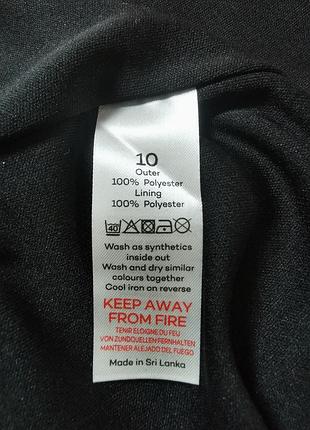 10
Outer
100% Polyester
Lining
100% Polyester
40
Wash as synthetics
inside out
Wash and dry similar
colours together
Cool iron on reverse
KEEP AWAY
FROM FIRE
TENIR ELOIGNE DU FEU
VON ZUNDQUELLEN FERNHALTEN
MANTENER ALEJADO DEL FUEGO
Made in Sri Lanka